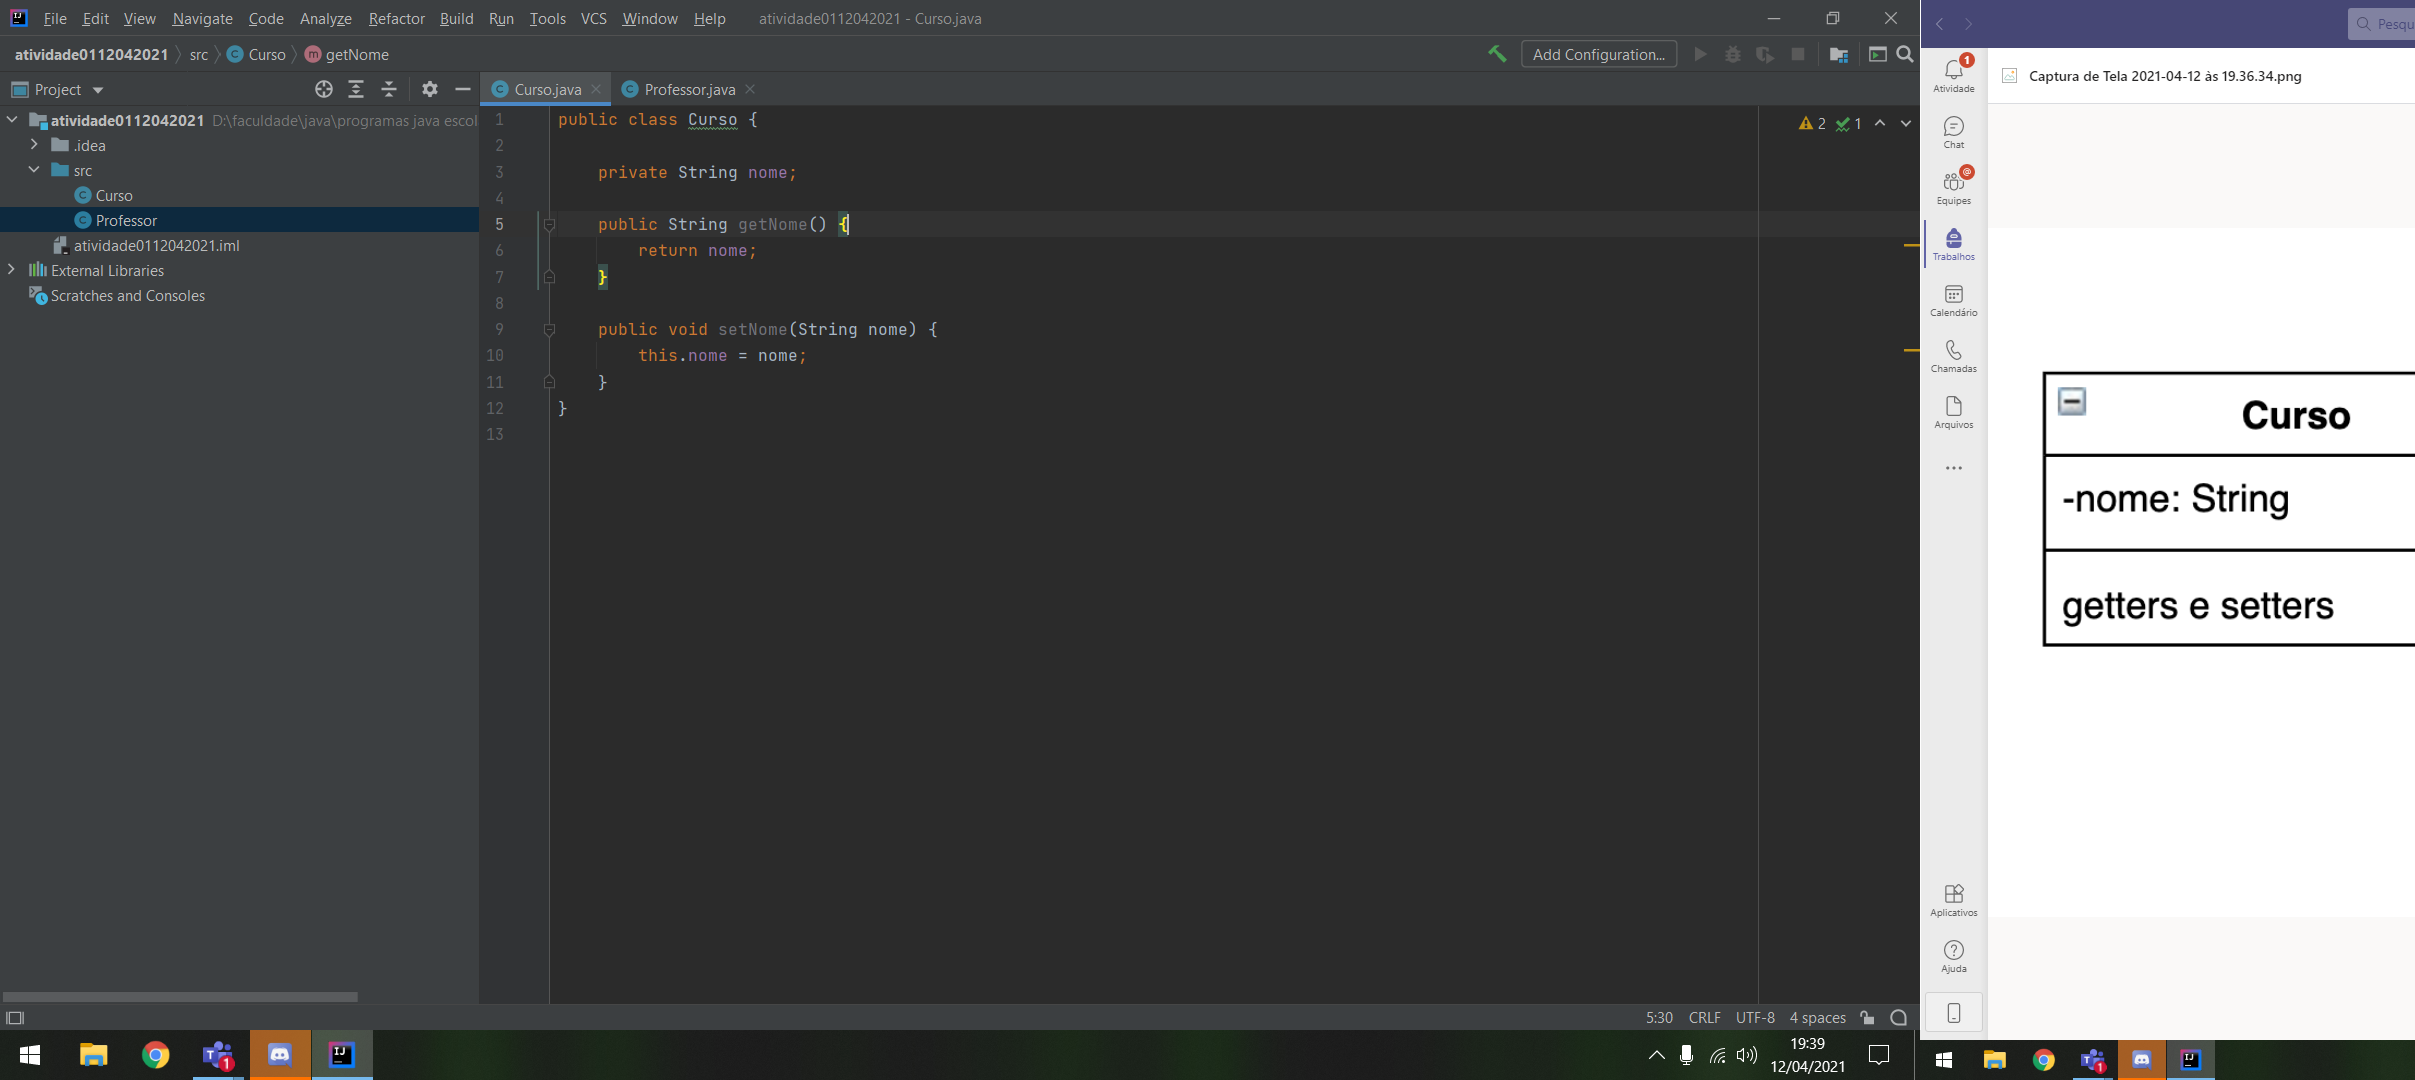 File Edit View Navigate Code Analyze Refactor Build Run Tools VCS Window Help atividade0112042021 - Curso.java
atividade0112042021 src Curso getNome
Add Configuration...
Project
Curso.java Professor.java
atividade0112042021 D:\faculdade\java\programas java escol
.idea
src
Curso
Professor
atividade0112042021.iml
External Libraries
Scratches and Consoles
1 public class Curso {
2
3 private String nome;
4
5 public String getNome() {
6 return nome;
7 }
8
9 public void setNome(String nome) {
10 this.nome = nome;
11 }
12 }
13
2 1
5:30 CRLF UTF-8 4 spaces
19:39
12/04/2021
Pesqu
1
Atividade
Chat
Equipes
Trabalhos
Calendário
Chamadas
Arquivos
Aplicativos
Ajuda
Captura de Tela 2021-04-12 às 19.36.34.png
Curso
-nome: String
getters e setters